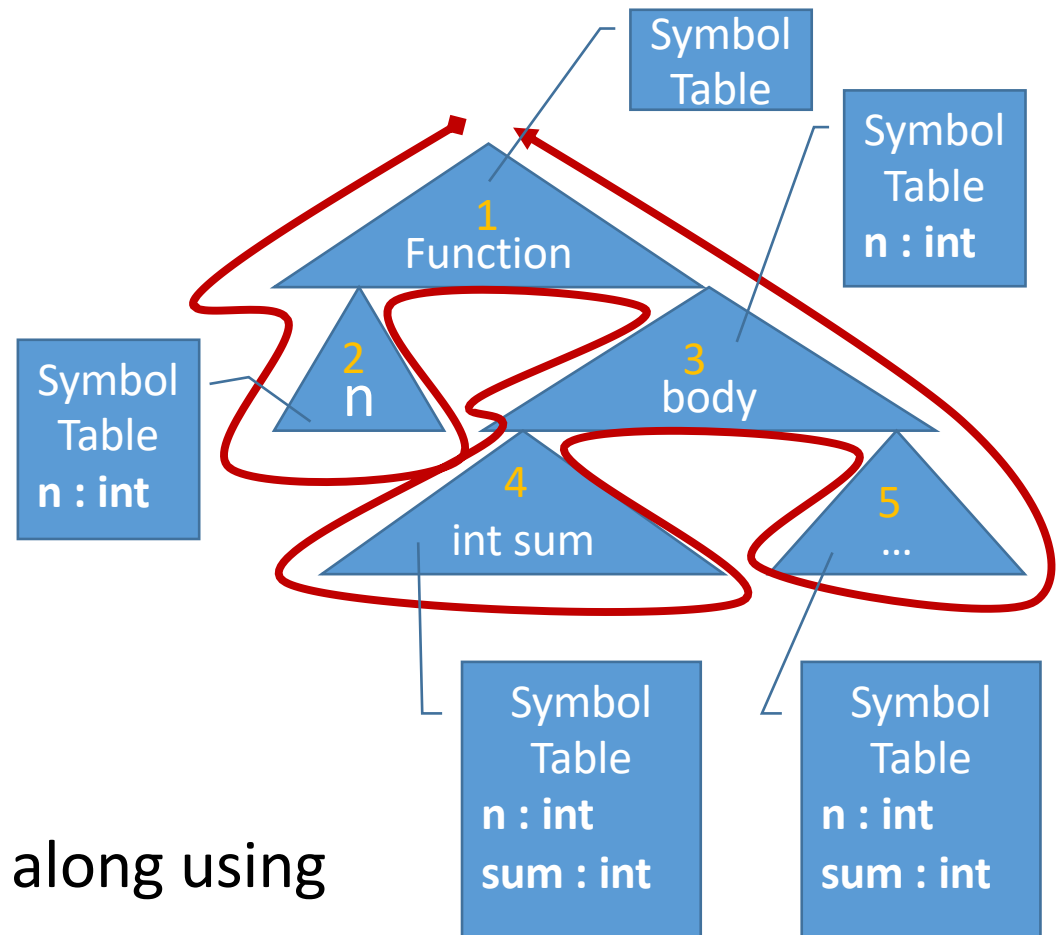 Symbol
Table
Symbol
Table
n : int
1
Function
2
n
3
body
Symbol
Table
n : int
4
int sum
5
...
Symbol
Table
n : int
sum : int
Symbol
Table
n : int
sum : int
along using